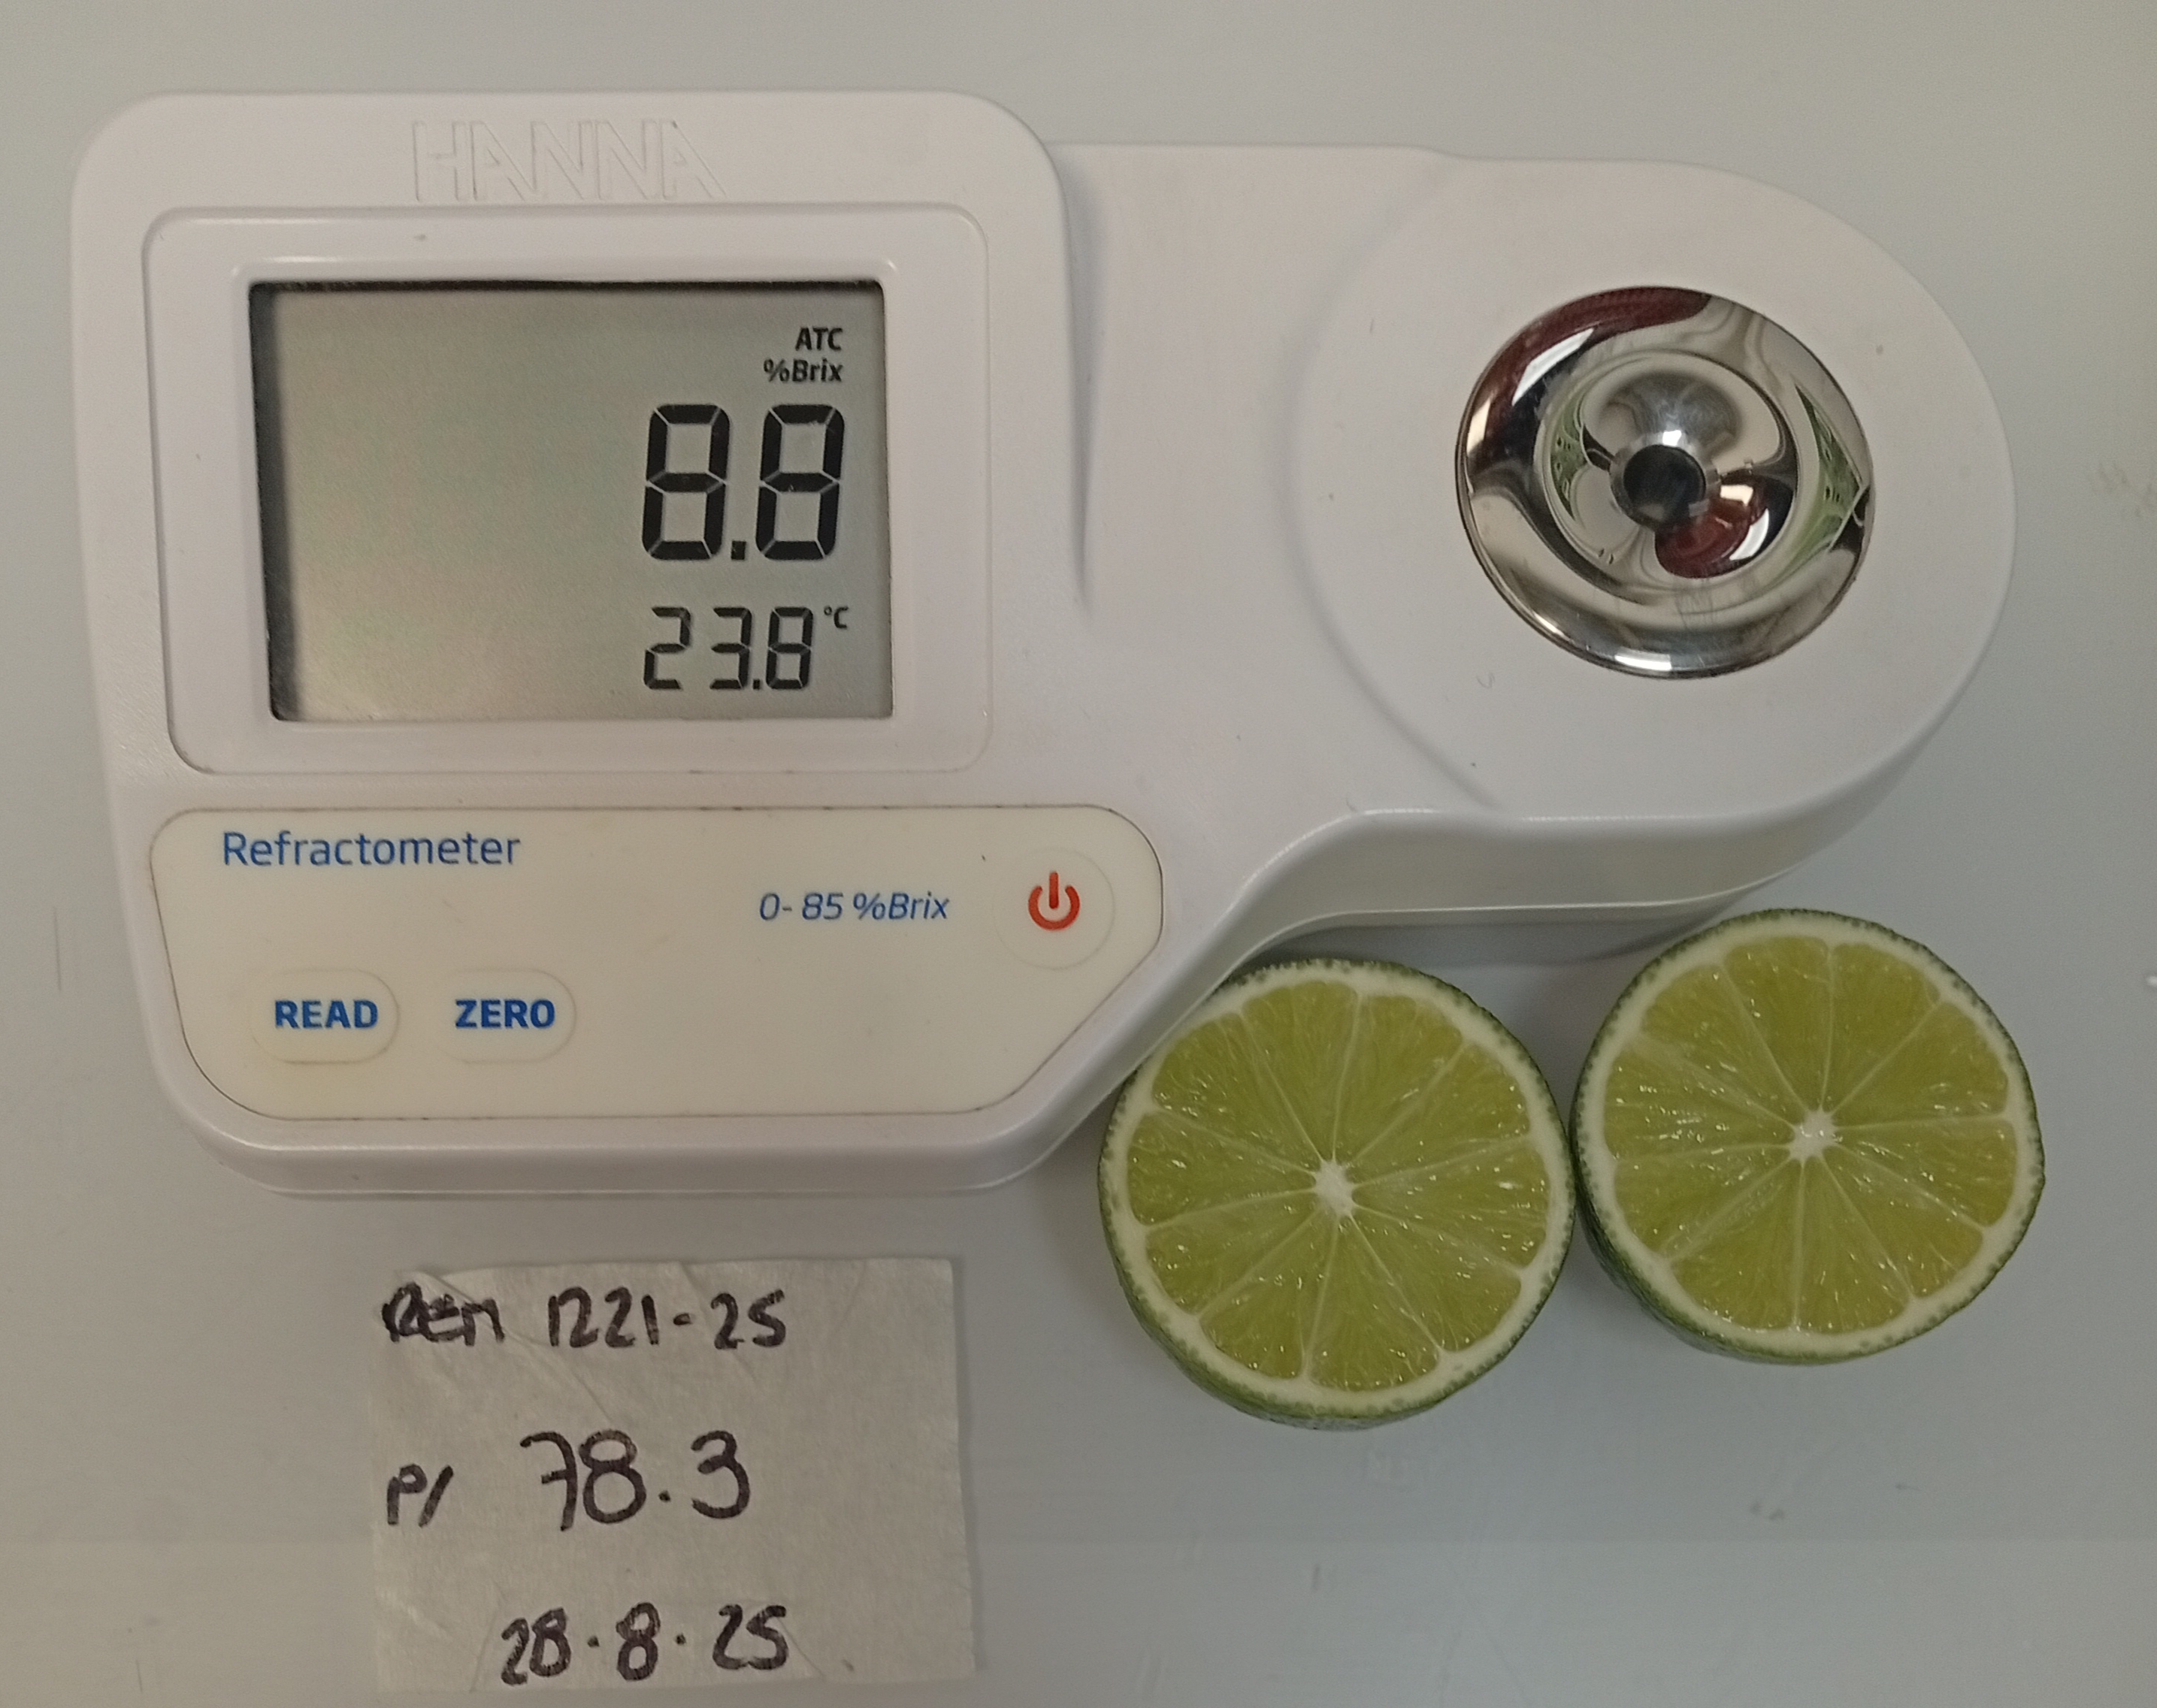 HANNA
ATC
%Brix
8.8
23.8 °C
Refractometer
0-85 %Brix
READ
ZERO
REM 1221-25
P/ 78.3
28.8.25